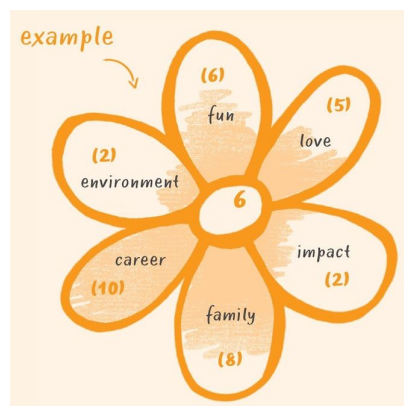 example
(6)
fun
(5)
love
(2)
environment
6
impact
(2)
career
(10)
family
(8)